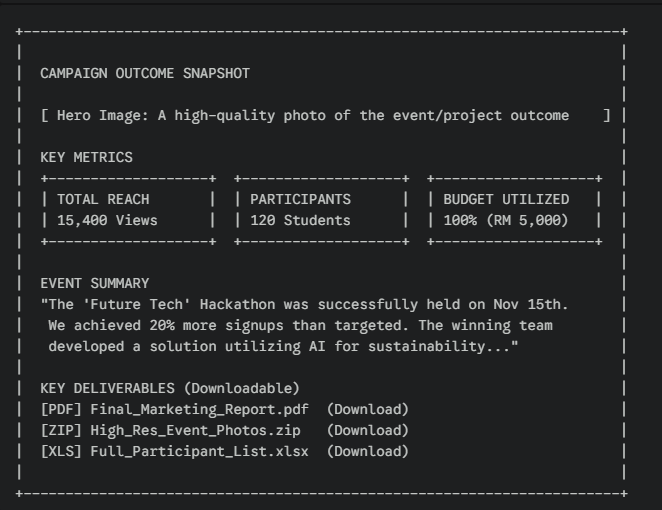 CAMPAIGN OUTCOME SNAPSHOT
[ Hero Image: A high-quality photo of the event/project outcome ]
KEY METRICS
TOTAL REACH | PARTICIPANTS | BUDGET UTILIZED
15,400 Views | 120 Students | 100% (RM 5,000)
EVENT SUMMARY
"The 'Future Tech' Hackathon was successfully held on Nov 15th.
We achieved 20% more signups than targeted. The winning team
developed a solution utilizing AI for sustainability..."
KEY DELIVERABLES (Downloadable)
[PDF] Final_Marketing_Report.pdf (Download)
[ZIP] High_Res_Event_Photos.zip (Download)
[XLS] Full_Participant_List.xlsx (Download)